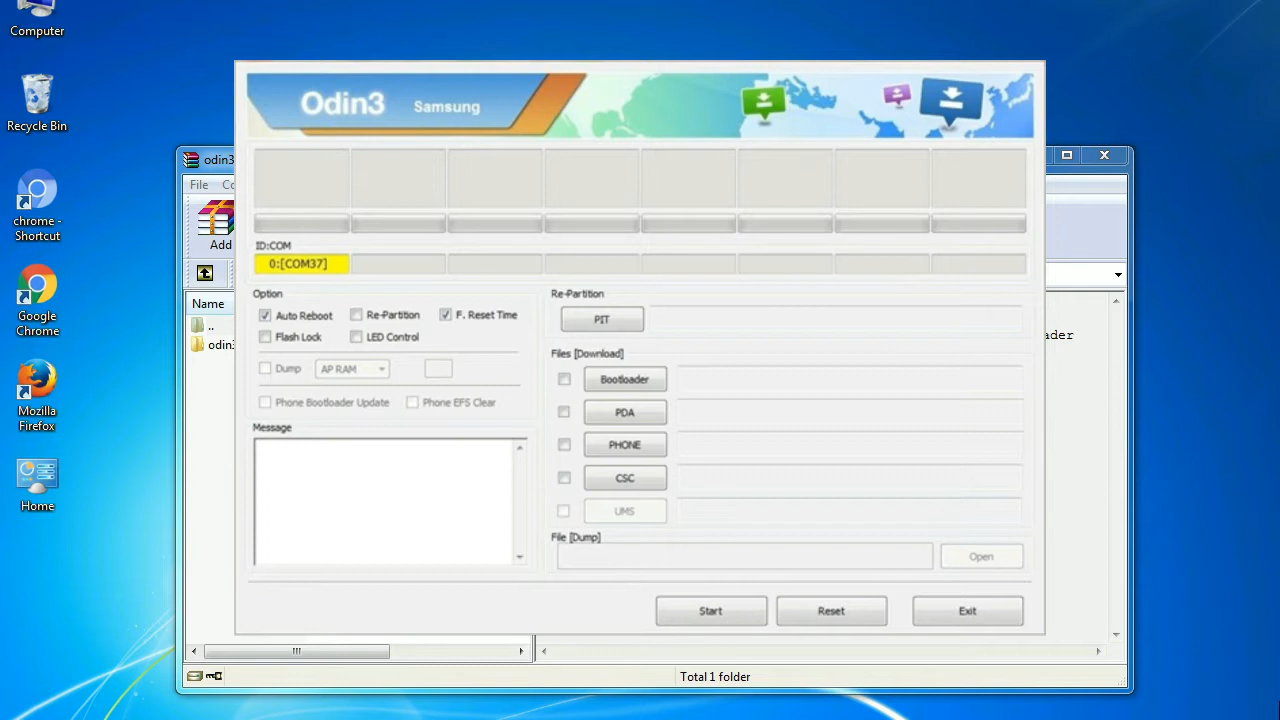 Computer
Recycle Bin
chrome -
Shortcut
Google
Chrome
Mozilla
Firefox
Home
odin3
File
Add
Name
..
odin3
Odin3 Samsung
ID:COM
0:[COM37]
Option
Auto Reboot Re-Partition F. Reset Time
Flash Lock LED Control
Dump AP RAM
Phone Bootloader Update Phone EFS Clear
Message
Re-Partition
PIT
Files [Download]
Bootloader
PDA
PHONE
CSC
UMS
File [Dump]
Open
Start Reset Exit
Total 1 folder